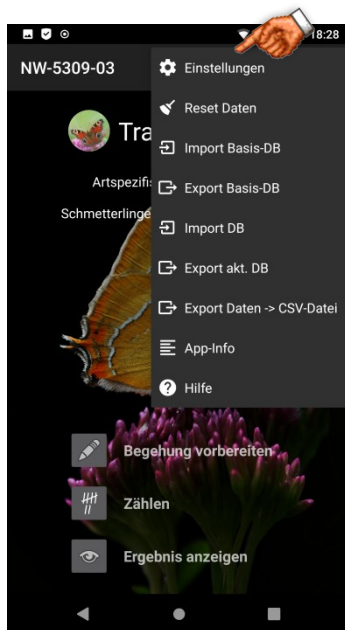 18:28
NW-5309-03
Einstellungen
Tra
Reset Daten
Import Basis-DB
Artspezifi
Export Basis-DB
Schmetterlinge
Import DB
Export akt. DB
Export Daten -> CSV-Datei
App-Info
Hilfe
Begehung vorbereiten
Zählen
Ergebnis anzeigen